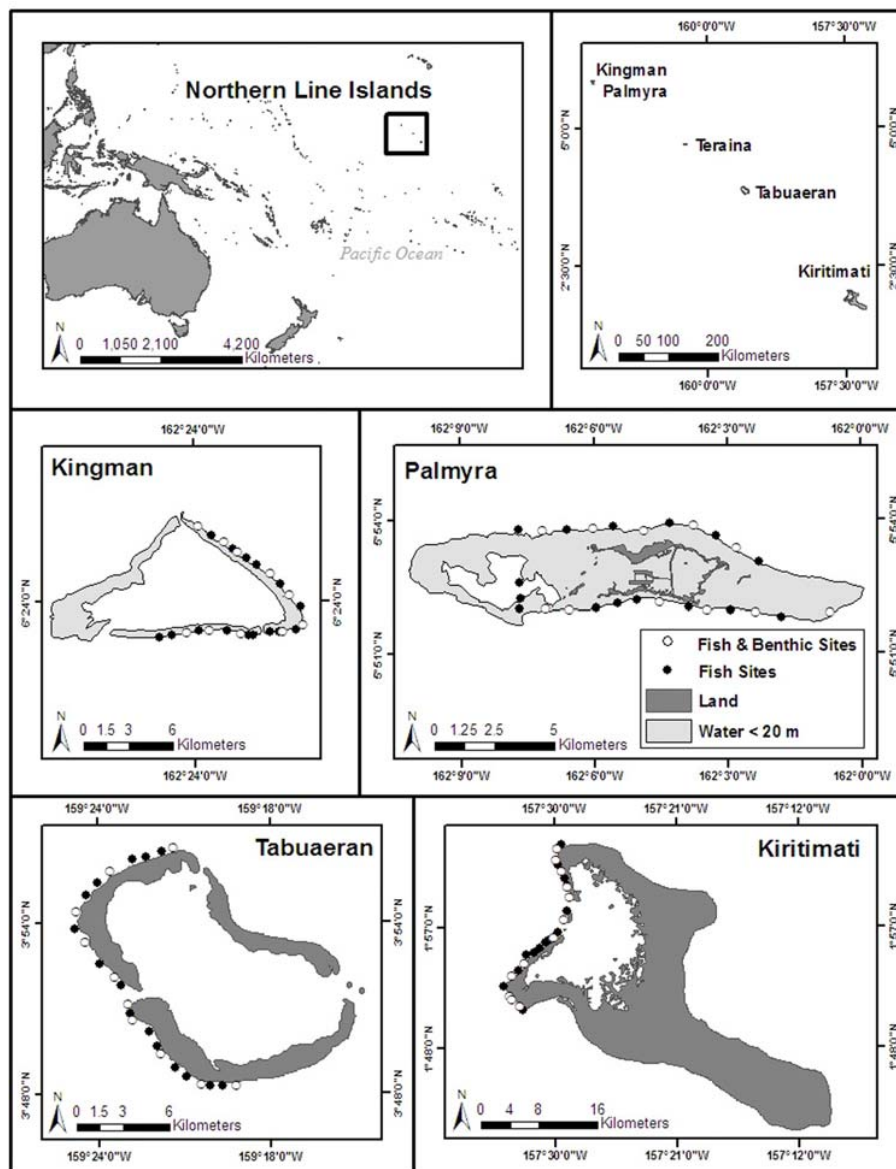 Northern Line Islands
Pacific Ocean
N
0 1,050 2,100 4,200
Kilometers
160°0'0"W 157°30'0"W
Kingman
Palmyra
Teraina
Tabuaeran
Kiritimati
5°0'0"N
5°0'0"N
2°30'0"N
2°30'0"N
N
0 50 100 200
Kilometers
160°0'0"W 157°30'0"W
162°24'0"W
Kingman
6°24'0"N
6°24'0"N
N
0 1.5 3 6
Kilometers
162°24'0"W
162°9'0"W 162°6'0"W 162°3'0"W 162°0'0"W
Palmyra
5°54'0"N
5°54'0"N
5°51'0"N
5°51'0"N
Fish & Benthic Sites
Fish Sites
Land
Water < 20 m
N
0 1.25 2.5 5
Kilometers
162°9'0"W 162°6'0"W 162°3'0"W 162°0'0"W
159°24'0"W 159°18'0"W
Tabuaeran
3°54'0"N
3°54'0"N
3°48'0"N
3°48'0"N
N
0 1.5 3 6
Kilometers
159°24'0"W 159°18'0"W
157°30'0"W 157°21'0"W 157°12'0"W
Kiritimati
1°57'0"N
1°57'0"N
1°48'0"N
1°48'0"N
N
0 4 8 16
Kilometers
157°30'0"W 157°21'0"W 157°12'0"W